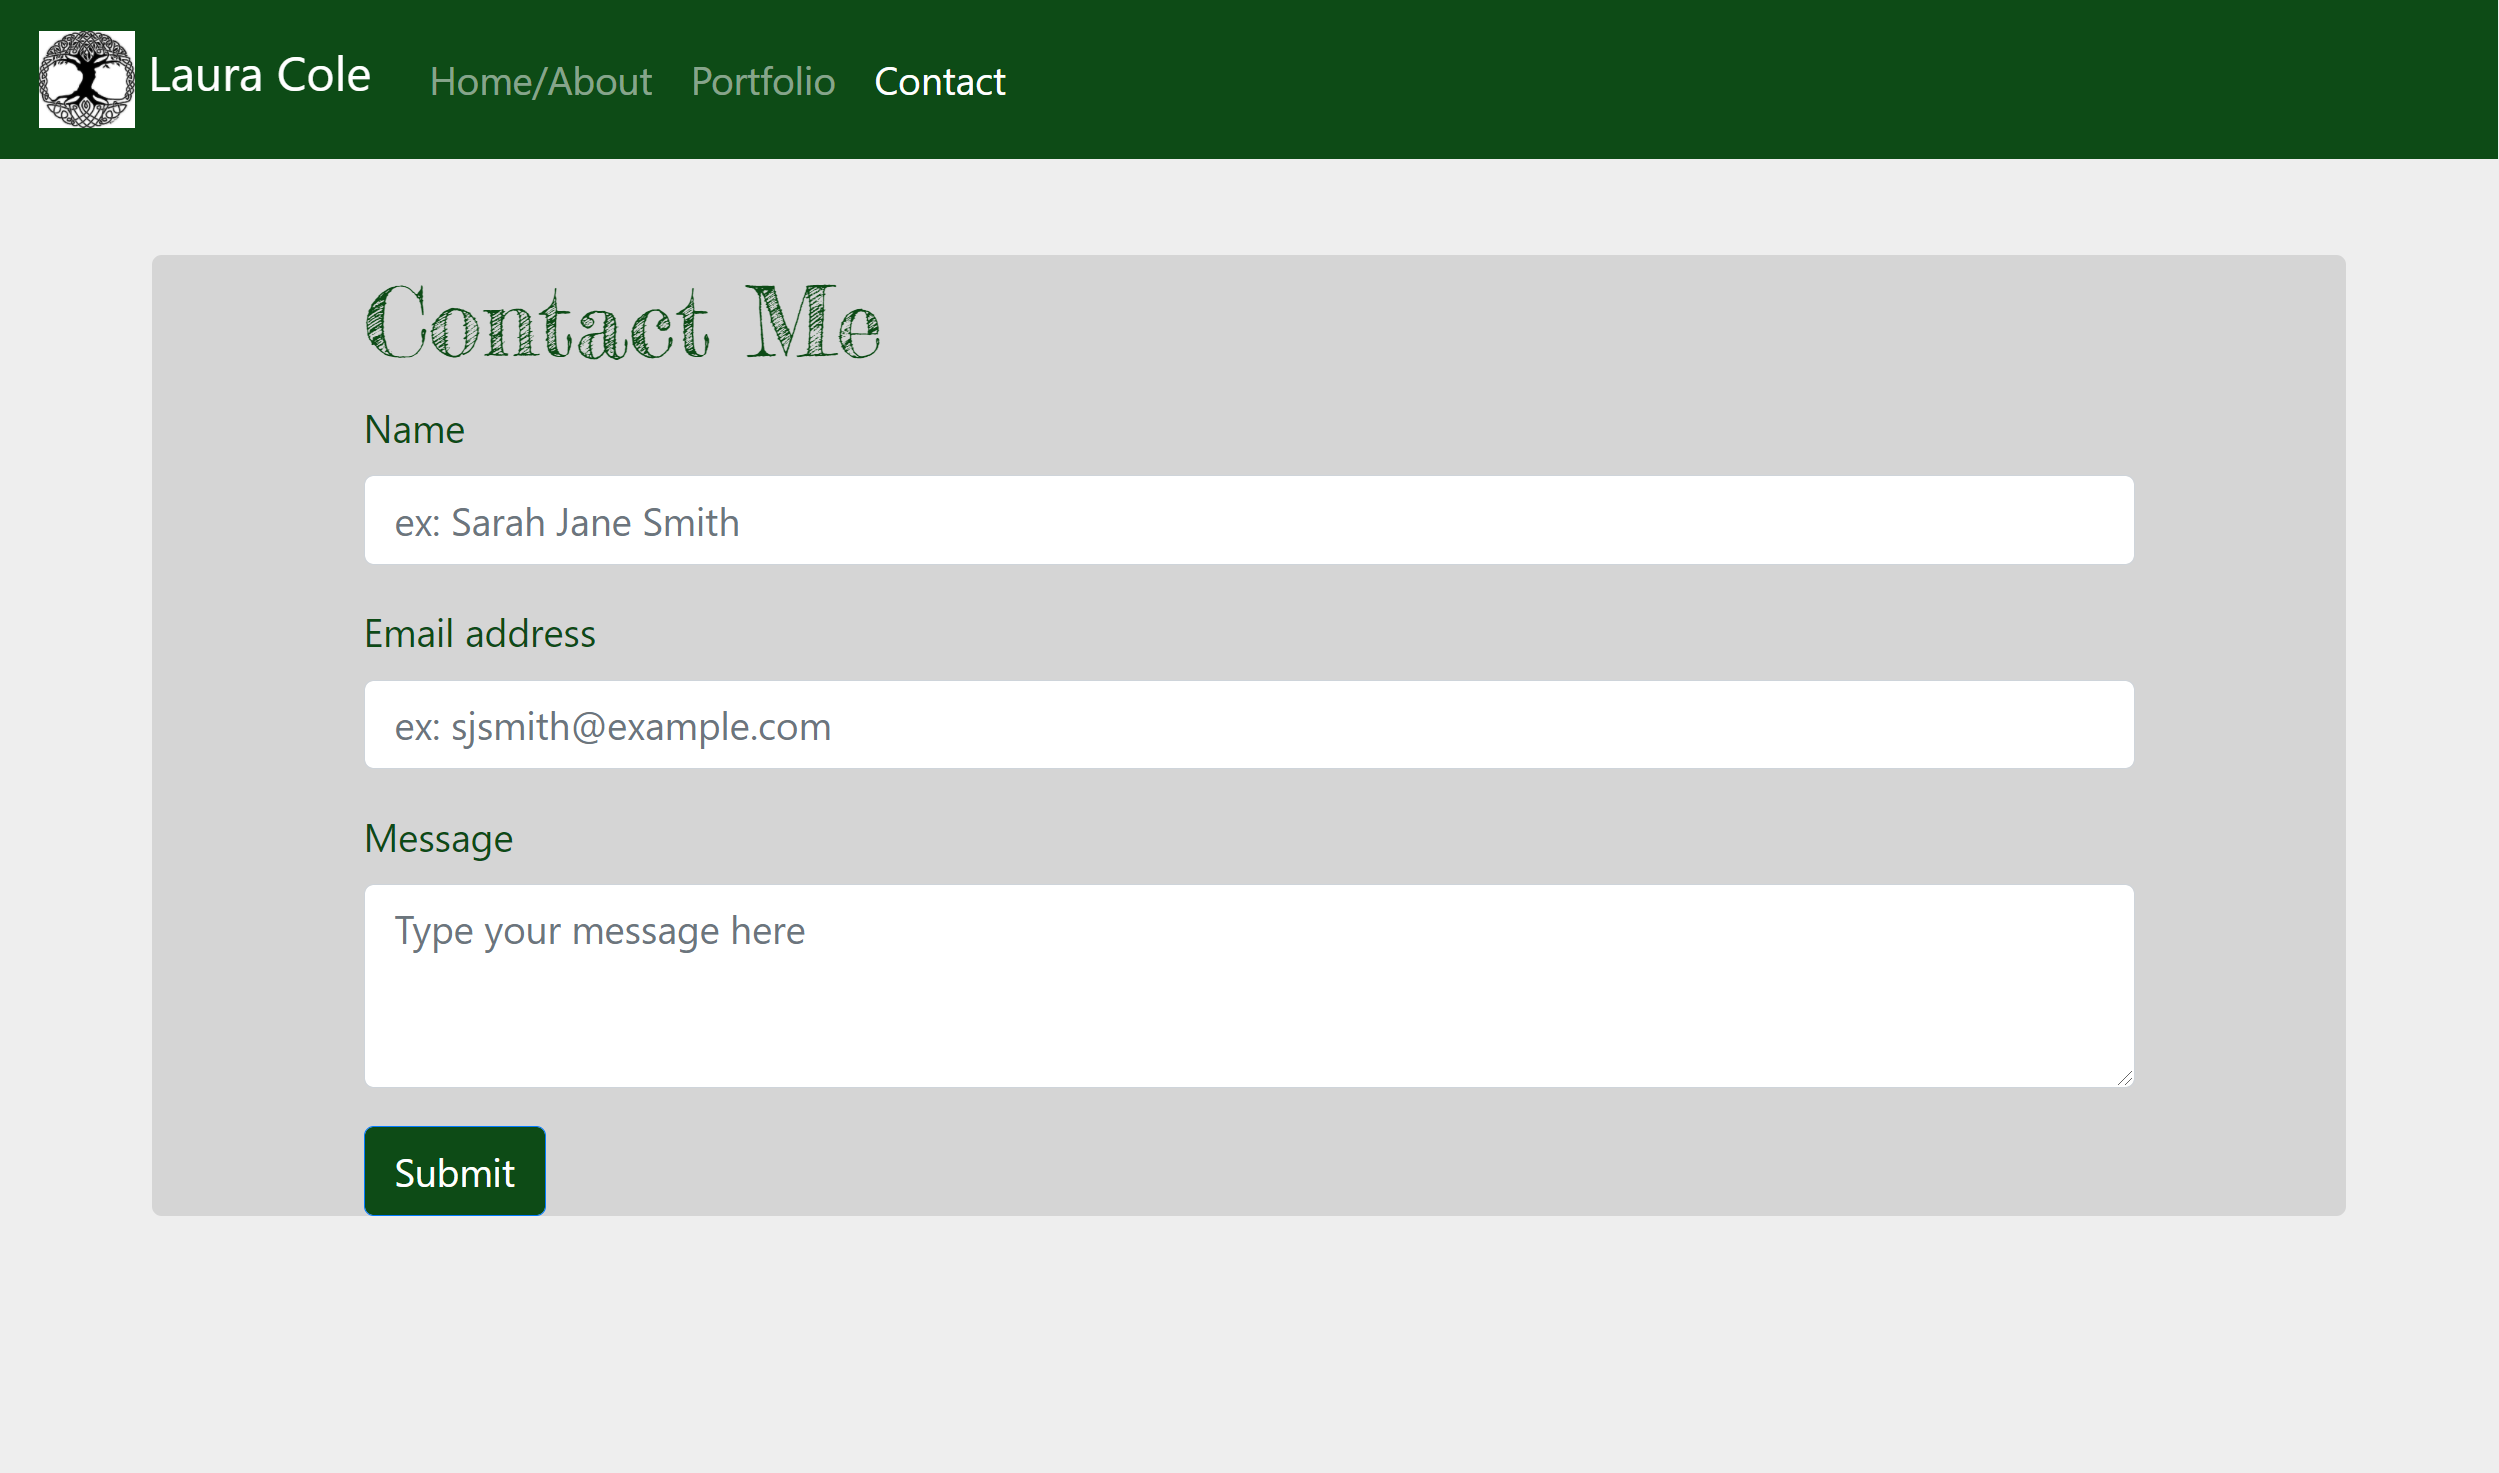 Laura Cole Home/About Portfolio Contact
Contact Me
Name
ex: Sarah Jane Smith
Email address
ex: sjsmith@example.com
Message
Type your message here
Submit